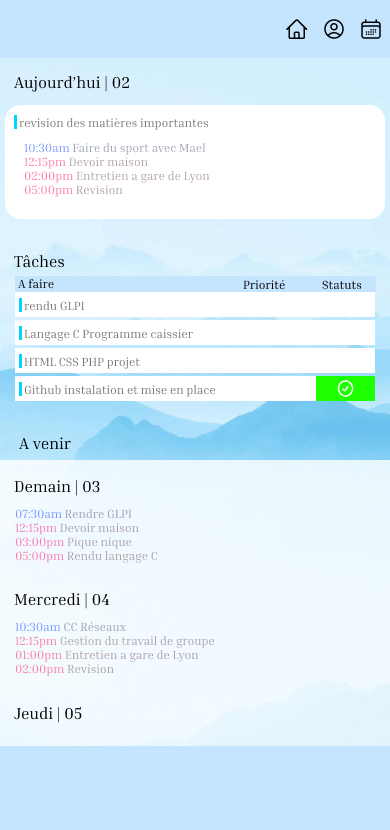 Aujourd'hui | 02
revision des matières importantes
10:30am Faire du sport avec Mael
12:15pm Devoir maison
02:00pm Entretien a gare de Lyon
05:00pm Revision
Tâches
A faire Priorité Statuts
rendu GLPI
Langage C Programme caissier
HTML CSS PHP projet
Github instalation et mise en place
A venir
Demain | 03
07:30am Rendre GLPI
12:15pm Devoir maison
03:00pm Pique nique
05:00pm Rendu langage C
Mercredi | 04
10:30am CC Réseaux
12:15pm Gestion du travail de groupe
01:00pm Entretien a gare de Lyon
02:00pm Revision
Jeudi | 05